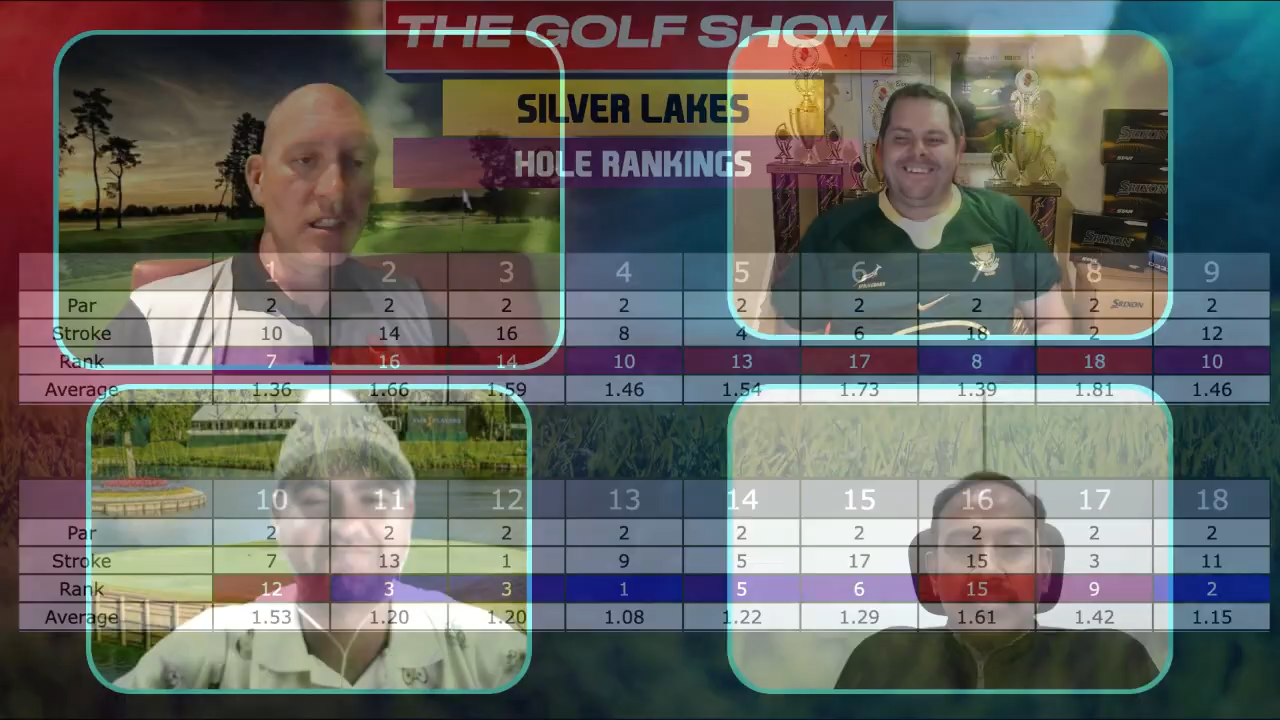 THE GOLF SHOW
SILVER LAKES
HOLE RANKINGS
1 2 3 4 5 6 7 8 9
Par 2 2 2 2 2 2 2 2 2
Stroke 10 14 16 8 4 6 18 2 12
Rank 7 16 14 10 13 17 8 18 10
Average 1.36 1.66 1.59 1.46 1.54 1.73 1.39 1.81 1.46
10 11 12 13 14 15 16 17 18
Par 2 2 2 2 2 2 2 2 2
Stroke 7 13 1 9 5 17 15 3 11
Rank 12 3 3 1 5 6 15 9 2
Average 1.53 1.20 1.20 1.08 1.22 1.29 1.61 1.42 1.15
SRIXON
SRIXON
SRIXON
SRIXON